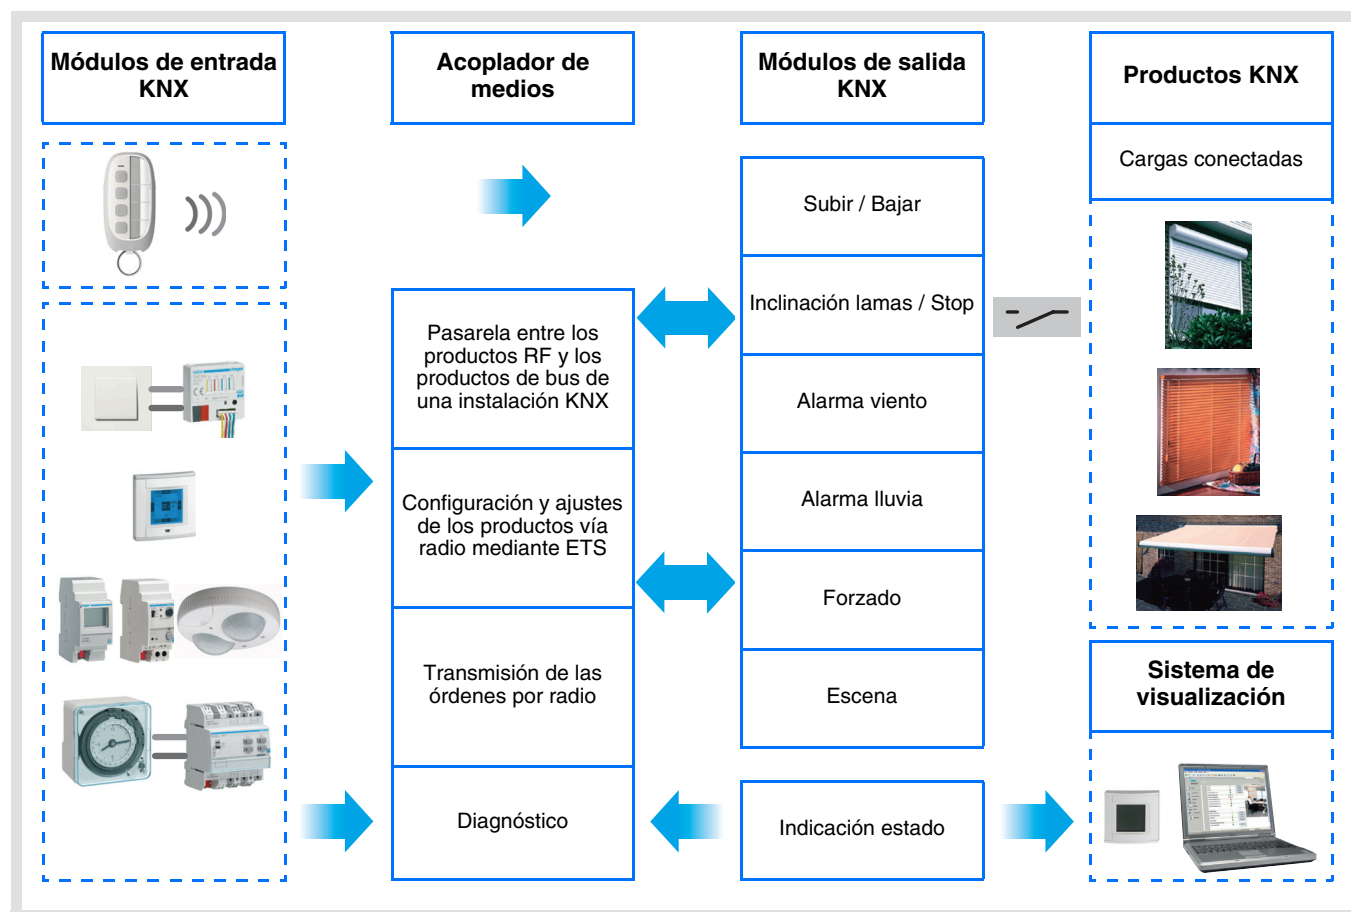 Módulos de entrada
KNX
Acoplador de
medios
Módulos de salida
KNX
Productos KNX
Cargas conectadas
Subir / Bajar
Inclinación lamas / Stop
Alarma viento
Alarma lluvia
Forzado
Escena
Indicación estado
Pasarela entre los
productos RF y los
productos de bus de
una instalación KNX
Configuración y ajustes
de los productos vía
radio mediante ETS
Transmisión de las
órdenes por radio
Diagnóstico
Sistema de
visualización